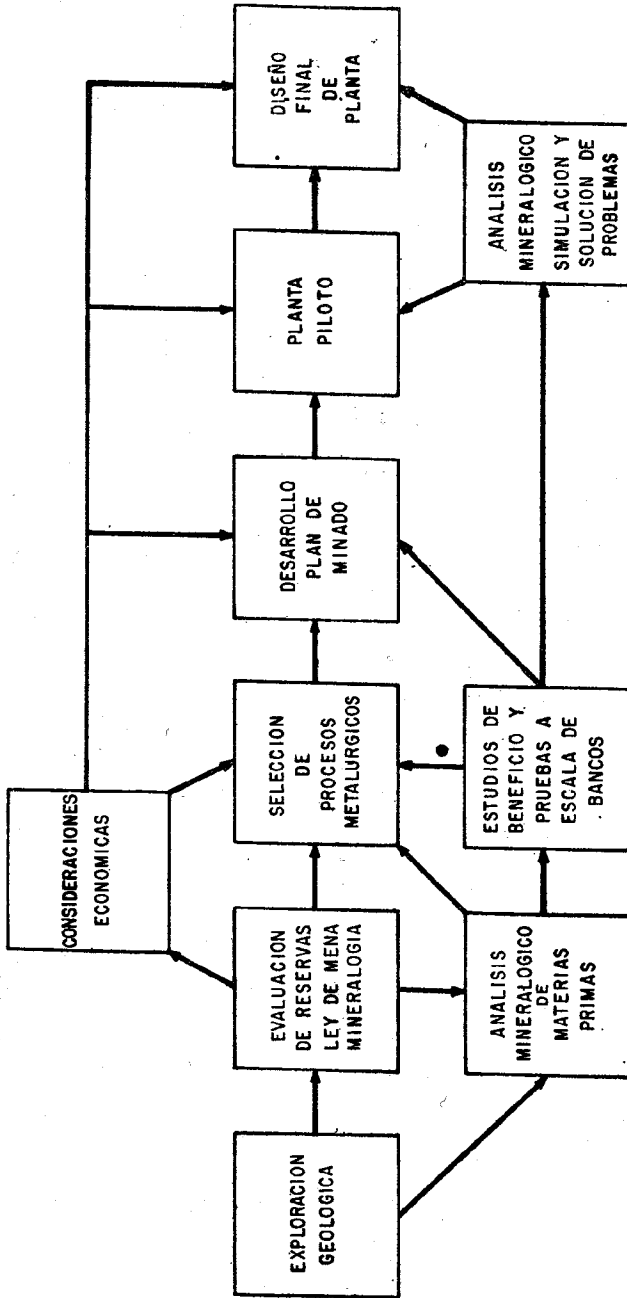 CONSIDERACIONES
ECONOMICAS
EXPLORACION
GEOLOGICA
EVALUACION
DE RESERVAS
LEY DE MENA
MINERALOGIA
SELECCION
DE
PROCESOS
METALURGICOS
DESARROLLO
PLAN DE
MINADO
PLANTA
PILOTO
DISEÑO
FINAL
DE
PLANTA
ANALISIS
MINERALOGICO
DE
MATERIAS
PRIMAS
ESTUDIOS DE
BENEFICIO Y
PRUEBAS A
ESCALA DE
BANCOS
ANALISIS
MINERALOGICO
SIMULACION Y
SOLUCION DE
PROBLEMAS